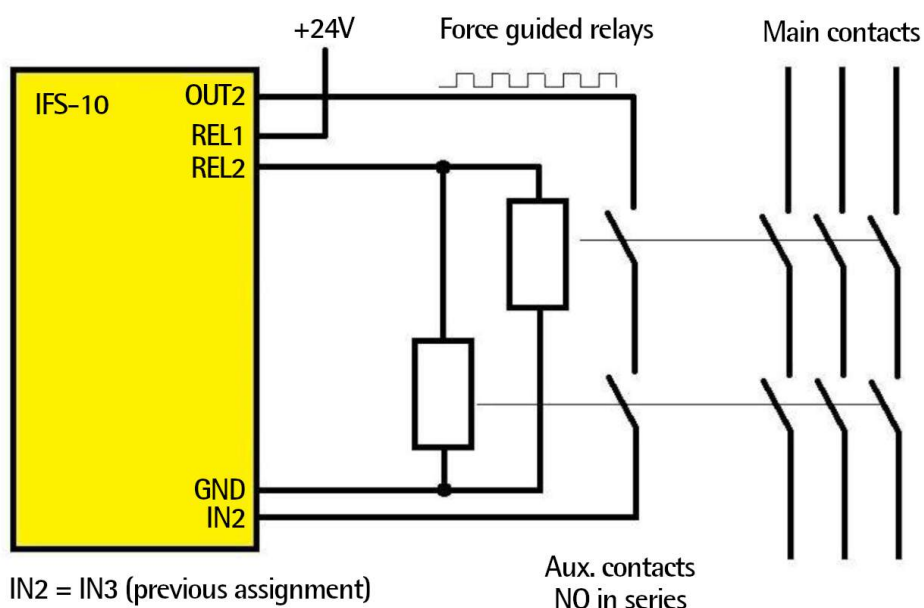 +24V
Force guided relays
Main contacts
IFS-10
OUT2
REL1
REL2
GND
IN2
IN2 = IN3 (previous assignment)
Aux. contacts
NO in series